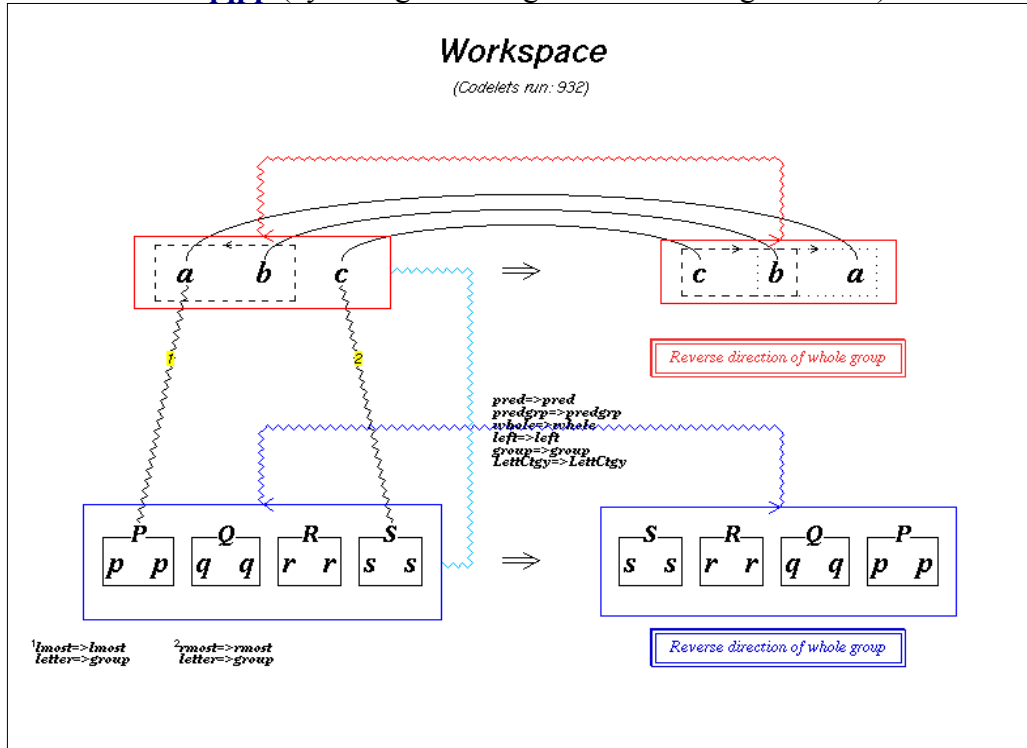 Workspace
(Codelets run: 932)
a b c ⇒ c b a
1 2
Reverse direction of whole group
pred=>pred
predgrp=>predgrp
whole=>whole
left=>left
group=>group
LettCtgy=>LettCtgy
P Q R S
p p q q r r s s
⇒
S R Q P
s s r r q q p p
1lmost=>lmost
letter=>group
2rmost=>rmost
letter=>group
Reverse direction of whole group